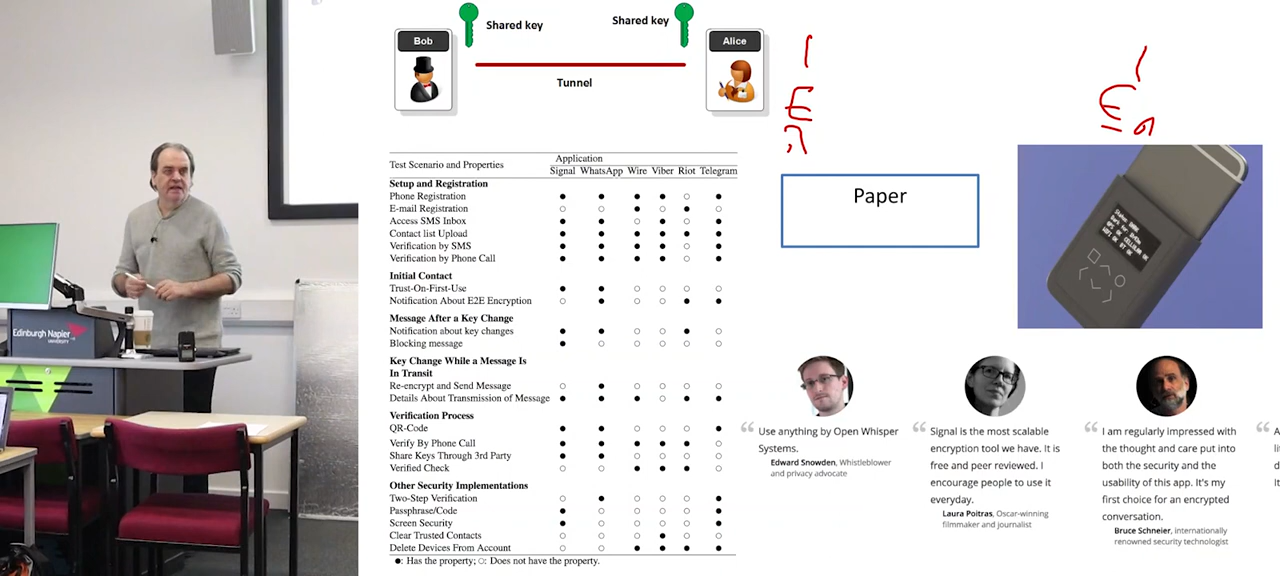 Shared key
Shared key
Bob
Alice
Tunnel
Test Scenario and Properties
Application
Signal WhatsApp Wire Viber Riot Telegram
Setup and Registration
Phone Registration ● ● ● ● ○ ●
E-mail Registration ○ ○ ● ○ ● ○
Access SMS Inbox ● ● ○ ● ○ ●
Contact list Upload ● ● ● ● ● ●
Verification by SMS ● ● ● ● ○ ●
Verification by Phone Call ● ● ● ● ○ ●
Initial Contact
Trust-On-First-Use ● ● ○ ○ ○ ○
Notification About E2E Encryption ○ ● ○ ○ ● ●
Message After a Key Change
Notification about key changes ● ● ○ ○ ● ○
Blocking message ● ○ ○ ○ ○ ○
Key Change While a Message Is
In Transit
Re-encrypt and Send Message ○ ● ○ ○ ○ ○
Details About Transmission of Message ● ● ● ○ ● ●
Verification Process
QR-Code ● ● ○ ○ ○ ●
Verify By Phone Call ● ● ● ● ● ○
Share Keys Through 3rd Party ● ● ○ ○ ○ ○
Verified Check ○ ○ ● ● ● ○
Other Security Implementations
Two-Step Verification ○ ● ○ ○ ○ ●
Passphrase/Code ● ○ ○ ○ ○ ●
Screen Security ● ○ ○ ○ ○ ●
Clear Trusted Contacts ○ ○ ○ ● ○ ○
Delete Devices From Account ○ ○ ● ● ● ●
●: Has the property; ○: Does not have the property.
Paper
Edinburgh Napier
UNIVERSITY
“ Use anything by Open Whisper
Systems.
Edward Snowden, Whistleblower
and privacy advocate
“ Signal is the most scalable
encryption tool we have. It is
free and peer reviewed. I
encourage people to use it
everyday.
Laura Poitras, Oscar-winning
filmmaker and journalist
“ I am regularly impressed with
the thought and care put into
both the security and the
usability of this app. It's my
first choice for an encrypted
conversation.
Bruce Schneier, internationally
renowned security technologist